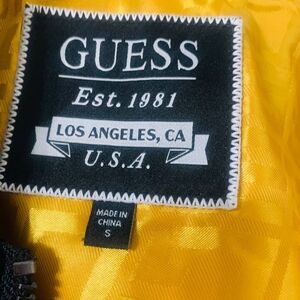 GUESS
Est. 1981
LOS ANGELES, CA
U.S.A.
MADE IN
CHINA
S